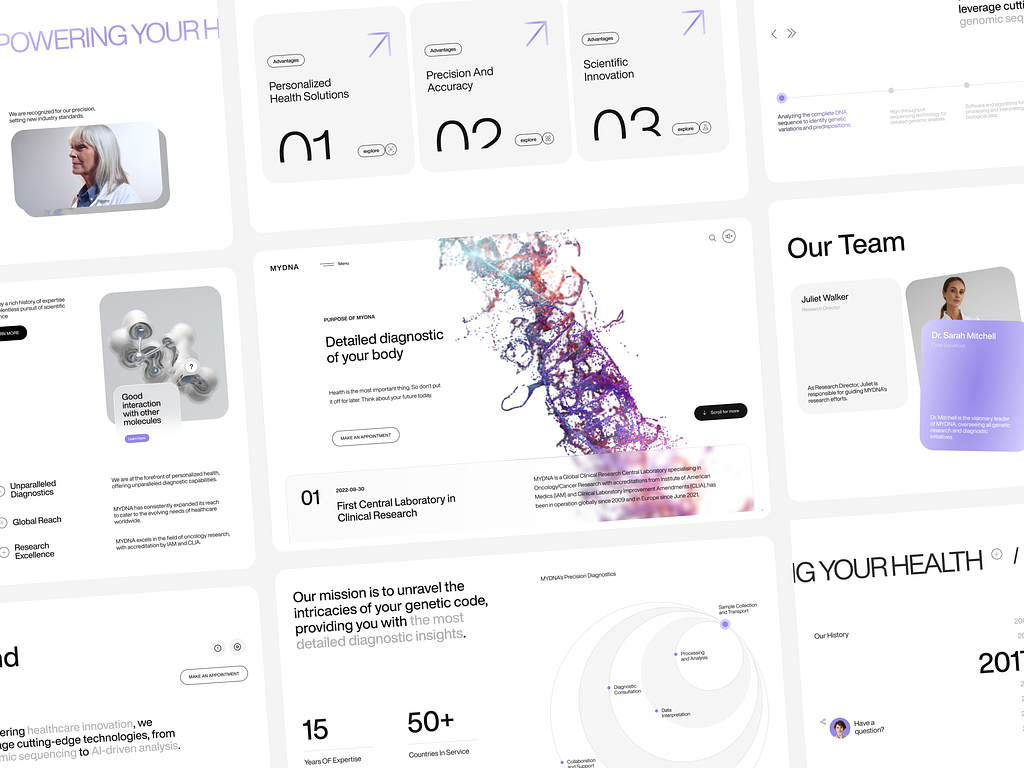 POWERING YOUR H
We are recognized for our precision,
setting new industry standards.
Advantages
Personalized
Health Solutions
01
explore
Advantages
Precision And
Accuracy
02
explore
Advantages
Scientific
Innovation
03
explore
leverage cutti
genomic seq
Analyzing the complete DNA
sequence to identify genetic
variations and predispositions.
High-throughput
sequencing technology for
detailed genomic analysis.
Software and algorithms for
processing and interpreting
biological data.
by a rich history of expertise
relentless pursuit of scientific
nce
RN MORE
?
Good
interaction
with other
molecules
Learn more
Unparalleled
Diagnostics
We are at the forefront of personalized health,
offering unparalleled diagnostic capabilities.
Global Reach
MYDNA has consistently expanded its reach
to cater to the evolving needs of healthcare
worldwide.
Research
Excellence
MYDNA excels in the field of oncology research,
with accreditation by IAM and CLIA.
MYDNA
Menu
PURPOSE OF MYDNA
Detailed diagnostic
of your body
Health is the most important thing. So don't put
it off for later. Think about your future today.
MAKE AN APPOINTMENT
Scroll for more
01
2022-08-30
First Central Laboratory in
Clinical Research
MYDNA is a Global Clinical Research Central Laboratory specialising in
Oncology/Cancer Research with accreditations from Institute of American
Medics (IAM) and Clinical Laboratory Improvement Amendments (CLIA), has
been in operation globally since 2009 and in Europe since June 2021.
Our Team
Juliet Walker
Research Director
As Research Director, Juliet is
responsible for guiding MYDNA's
research efforts.
Dr. Sarah Mitchell
Dr. Mitchell is the visionary leader
of MYDNA, overseeing all genetic
research and diagnostic
initiatives.
nd
MAKE AN APPOINTMENT
ering healthcare innovation, we
age cutting-edge technologies, from
mic sequencing to AI-driven analysis.
Our mission is to unravel the
intricacies of your genetic code,
providing you with the most
detailed diagnostic insights.
15
Years OF Expertise
50+
Countries In Service
MYDNA's Precision Diagnostics
Sample Collection
and Transport
Processing
and Analysis
Diagnostic
Consultation
Data
Interpretation
Collaboration
and Support
NG YOUR HEALTH /
Our History
2017
Have a
question?